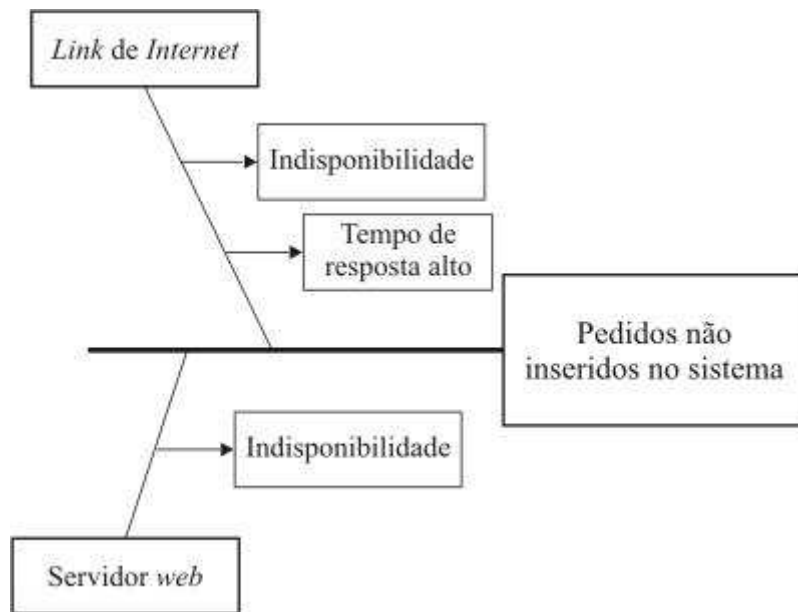 Link de Internet
Indisponibilidade
Tempo de
resposta alto
Pedidos não
inseridos no sistema
Indisponibilidade
Servidor web